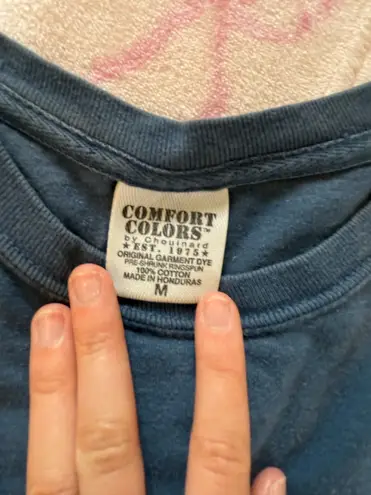 COMFORT
COLORS™
by Chouinard
★ EST. 1975 ★
ORIGINAL GARMENT DYE
PRE-SHRUNK RINGSPUN
100% COTTON
MADE IN HONDURAS
M